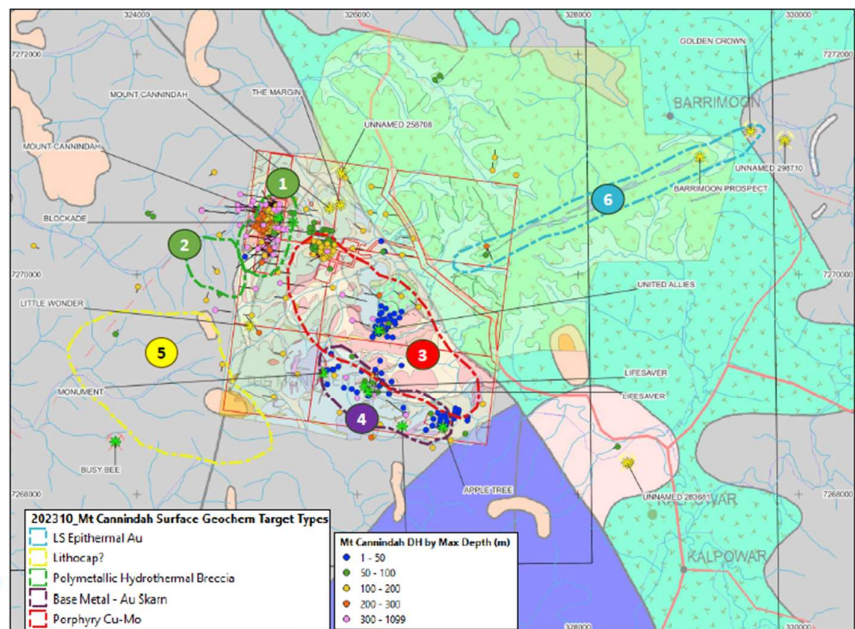 324000
326000
328000
330000
7272000
7272000
GOLDEN CROWN
MOUNT CANNINDAH
THE MARGIN
BARRIMOON
UNNAMED 258708
MOUNT CANNINDAH
UNNAMED 298710
1
BARRIMOON PROSPECT
6
BLOCKADE
2
7270000
7270000
UNITED ALLIES
LITTLE WONDER
5
3
LIFESAVER
MONUMENT
LIFESAVER
4
BUSY BEE
APPLE TREE
7268000
7268000
UNNAMED 283681
KALPOWAR
KALPOWAR
202310_Mt Cannindah Surface Geochem Target Types
LS Epithermal Au
Lithocap?
Polymetallic Hydrothermal Breccia
Base Metal - Au Skarn
Porphyry Cu-Mo
Mt Cannindah DH by Max Depth (m)
1 - 50
50 - 100
100 - 200
200 - 300
300 - 1099
328000
330000